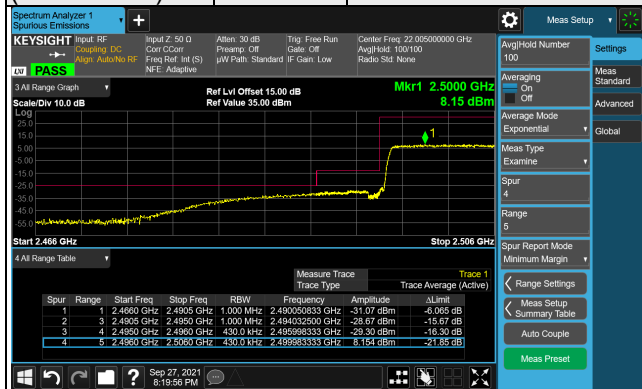 Spectrum Analyzer 1
Spurious Emissions
+
Meas Setup
KEYSIGHT
Input: RF
Coupling: DC
Align: Auto/No RF
Input Z: 50 Ω
Corr CCorr
Freq Ref: Int (S)
NFE: Adaptive
Atten: 30 dB
Preamp: Off
µW Path: Standard
Trig: Free Run
Gate: Off
IF Gain: Low
Center Freq: 22.005000000 GHz
Avg|Hold: 100/100
Radio Std: None
LXI PASS
3 All Range Graph
Scale/Div 10.0 dB
Ref Lvl Offset 15.00 dB
Ref Value 35.00 dBm
Mkr1 2.5000 GHz
8.15 dBm
Log
25.0
15.0
5.00
-5.00
-15.0
-25.0
-35.0
-45.0
-55.0
1
Start 2.466 GHz
Stop 2.506 GHz
4 All Range Table
Measure Trace Trace 1
Trace Type Trace Average (Active)
Spur Range Start Freq Stop Freq RBW Frequency Amplitude ΔLimit
1 1 2.4660 GHz 2.4905 GHz 1.000 MHz 2.490050833 GHz -31.07 dBm -6.065 dB
2 3 2.4905 GHz 2.4950 GHz 1.000 MHz 2.494032500 GHz -28.67 dBm -15.67 dB
3 4 2.4950 GHz 2.4960 GHz 430.0 kHz 2.495998333 GHz -29.30 dBm -16.30 dB
4 5 2.4960 GHz 2.5060 GHz 430.0 kHz 2.499983333 GHz 8.154 dBm -21.85 dB
Avg|Hold Number
100
Averaging
On
Off
Average Mode
Exponential
Meas Type
Examine
Spur
4
Range
5
Spur Report Mode
Minimum Margin
Range Settings
Meas Setup
Summary Table
Auto Couple
Meas Preset
Settings
Meas
Standard
Advanced
Global
?
Sep 27, 2021
8:19:56 PM